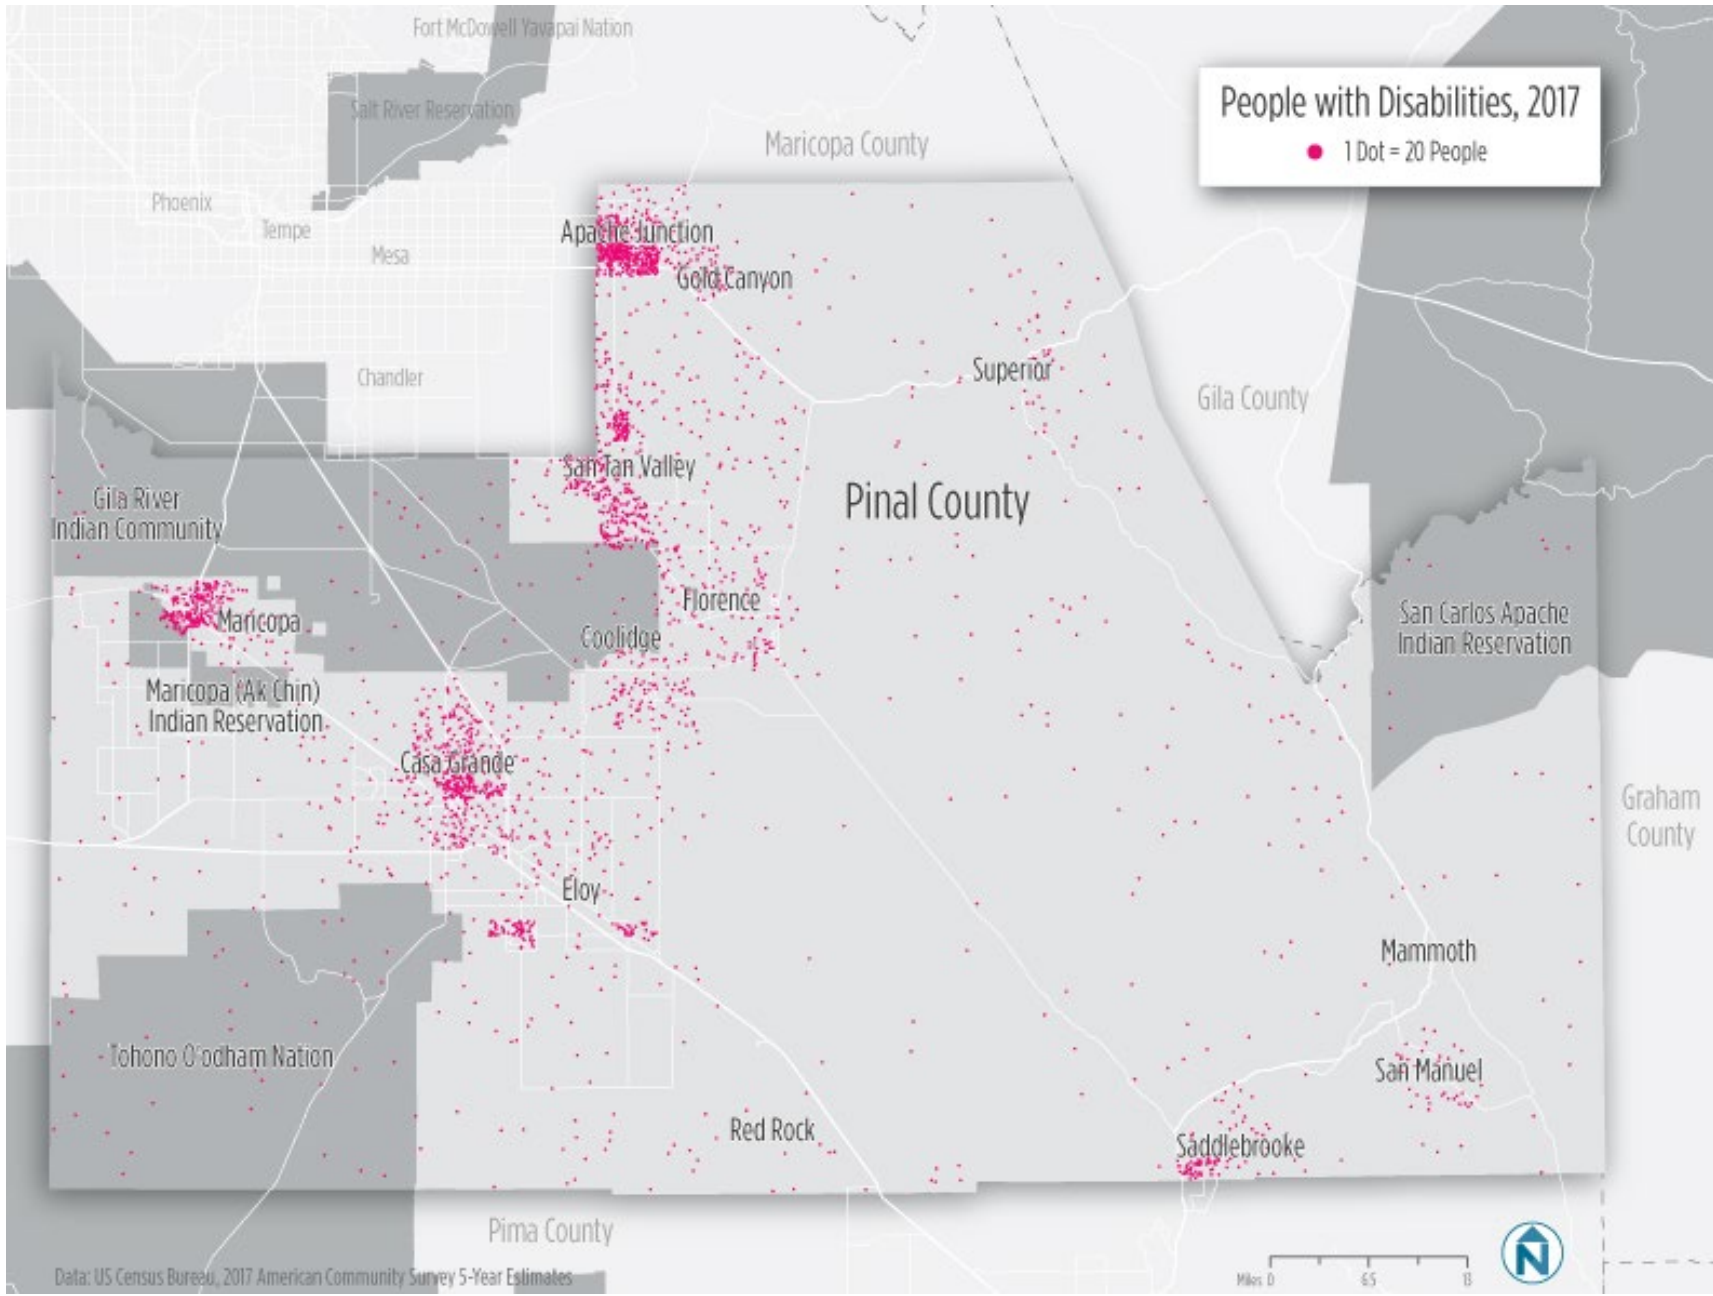 Fort McDowell Yavapai Nation
People with Disabilities, 2017
1 Dot = 20 People
Salt River Reservation
Maricopa County
Phoenix
Tempe
Mesa
Apache Junction
Gold Canyon
Superior
Chandler
Gila County
San Tan Valley
Pinal County
Gila River
Indian Community
San Carlos Apache
Indian Reservation
Florence
Maricopa
Coolidge
Maricopa (Ak Chin)
Indian Reservation
Casa Grande
Graham
County
Eloy
Mammoth
Tohono O'odham Nation
San Manuel
Red Rock
Saddlebrooke
Pima County
N
Data: US Census Bureau, 2017 American Community Survey 5-Year Estimates
Miles 0 6.5 13